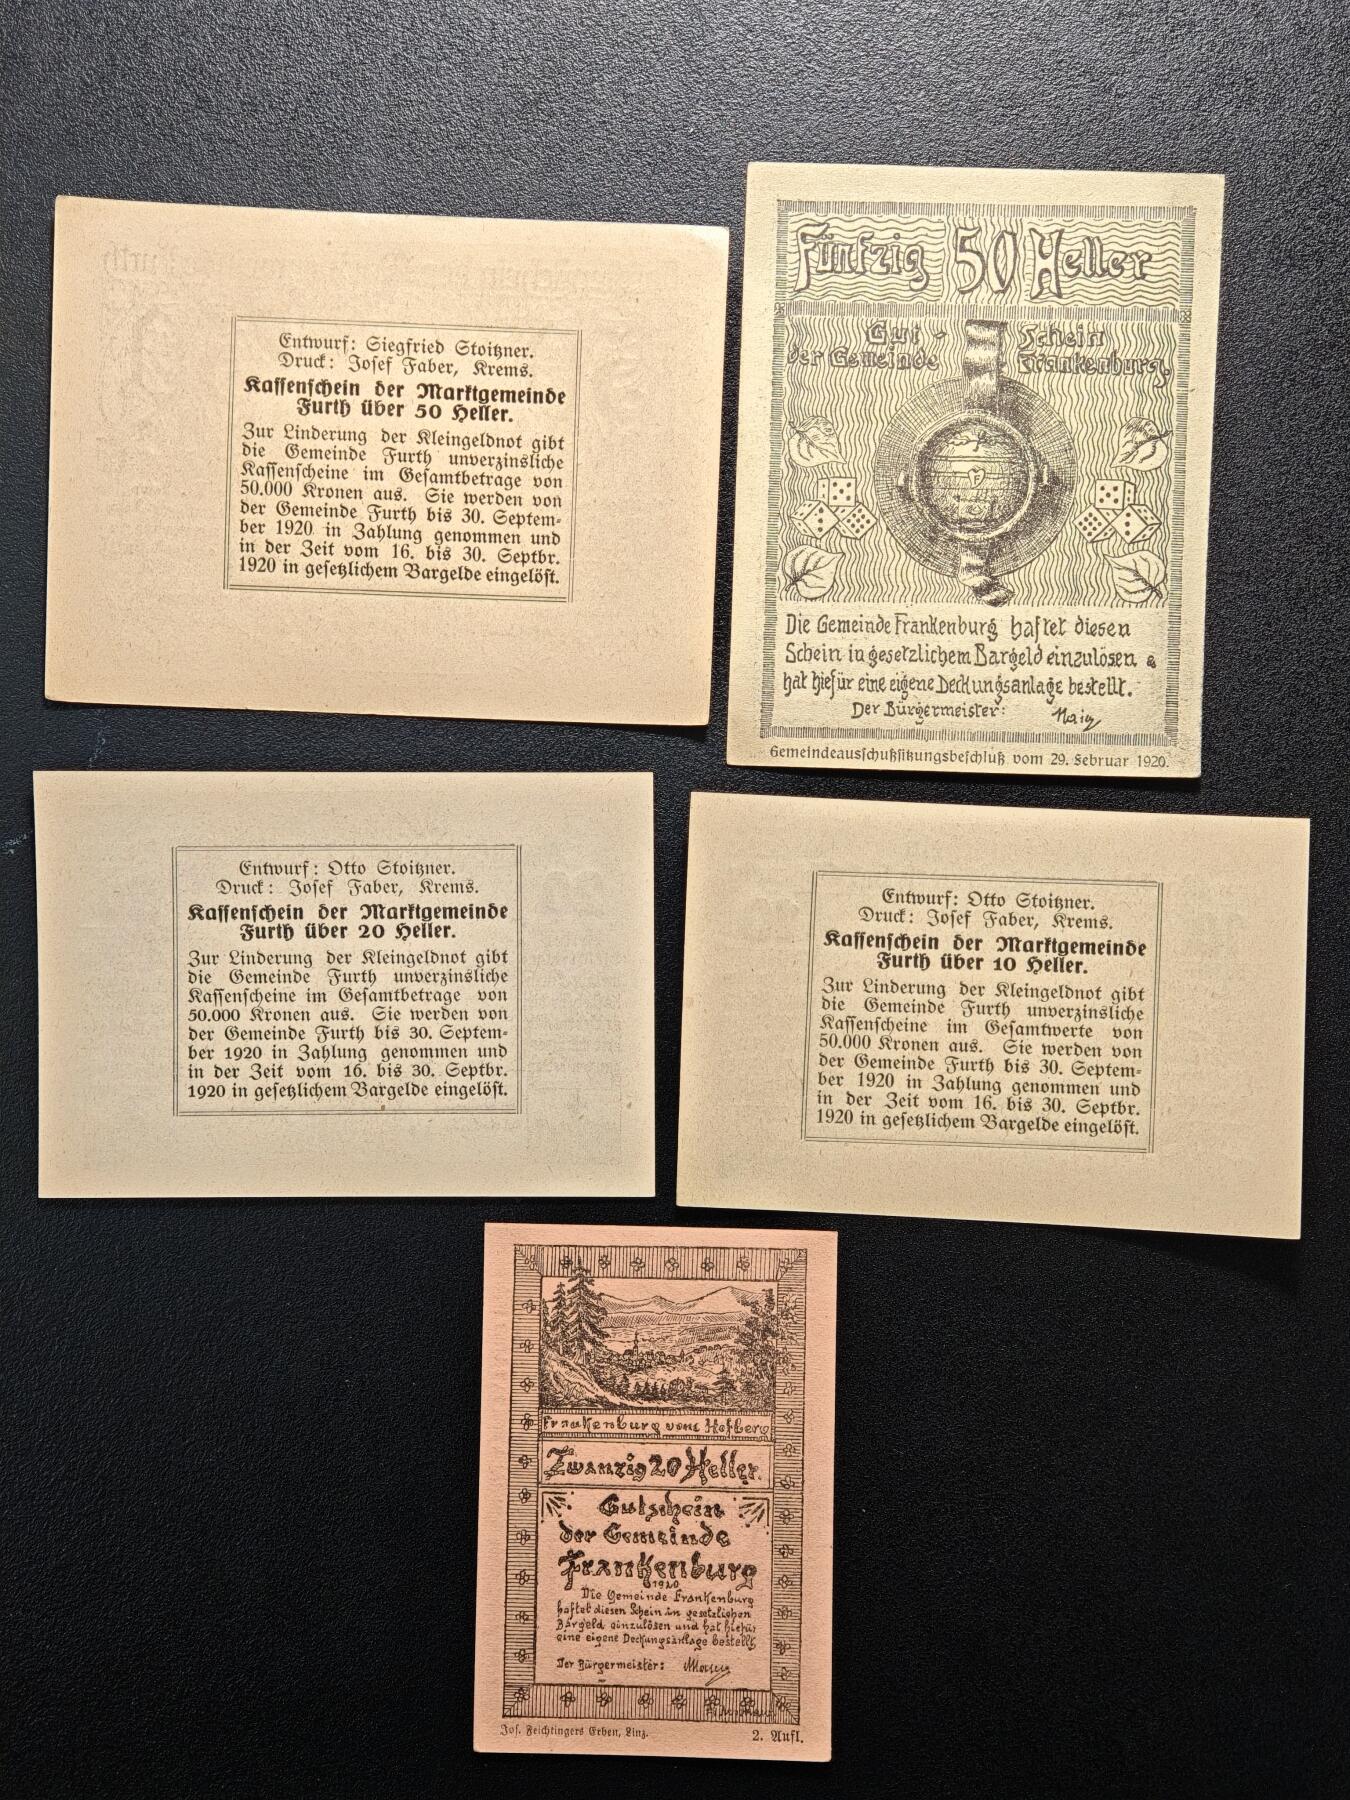 Entwurf: Siegfried Stoitzner.
Druck: Josef Faber, Krems.
Kassenschein der Marktgemeinde
Furth über 50 Heller.
Zur Linderung der Kleingeldnot gibt
die Gemeinde Furth unverzinsliche
Kassenscheine im Gesamtbetrage von
50.000 Kronen aus. Sie werden von
der Gemeinde Furth bis 30. Septem-
ber 1920 in Zahlung genommen und
in der Zeit vom 16. bis 30. Septbr.
1920 in gesetzlichem Bargelde eingelöst.
Fünfzig 50 Heller
Gut-schein
der Gemeinde Frankenburg.
F
Die Gemeinde Frankenburg haftet diesen
Schein in gesetzlichem Bargeld einzulösen &
hat hiefür eine eigene Deckungsanlage bestellt.
Der Bürgermeister:
Gemeindeausschußsitzungsbeschluß vom 29. Februar 1920.
Entwurf: Otto Stoitzner.
Druck: Josef Faber, Krems.
Kassenschein der Marktgemeinde
Furth über 20 Heller.
Zur Linderung der Kleingeldnot gibt
die Gemeinde Furth unverzinsliche
Kassenscheine im Gesamtbetrage von
50.000 Kronen aus. Sie werden von
der Gemeinde Furth bis 30. Septem-
ber 1920 in Zahlung genommen und
in der Zeit vom 16. bis 30. Septbr.
1920 in gesetzlichem Bargelde eingelöst.
Entwurf: Otto Stoitzner.
Druck: Josef Faber, Krems.
Kassenschein der Marktgemeinde
Furth über 10 Heller.
Zur Linderung der Kleingeldnot gibt
die Gemeinde Furth unverzinsliche
Kassenscheine im Gesamtwerte von
50.000 Kronen aus. Sie werden von
der Gemeinde Furth bis 30. Septem-
ber 1920 in Zahlung genommen und
in der Zeit vom 16. bis 30. Septbr.
1920 in gesetzlichem Bargelde eingelöst.
Frankenburg vom Hofberg
Zwanzig 20 Heller.
Gutschein
der Gemeinde
Frankenburg
1920
Die Gemeinde Frankenburg
haftet diesen Schein in gesetzlichen
Bargeld einzulösen und hat hiefür
eine eigene Deckungsanlage bestellt,
Der Bürgermeister:
Jos. Feichtingers Erben, Linz.
2. Aufl.